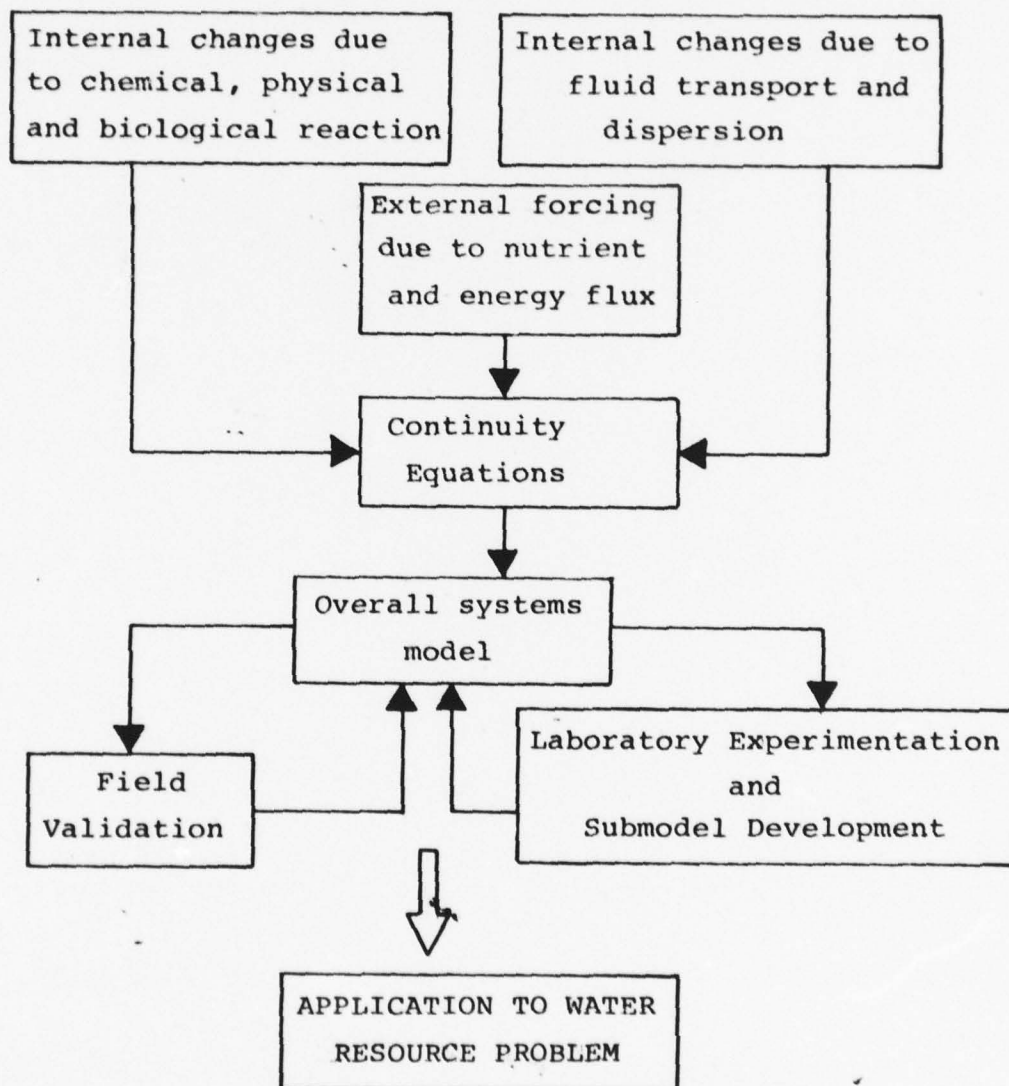 Internal changes due
to chemical, physical
and biological reaction
Internal changes due to
fluid transport and
dispersion
External forcing
due to nutrient
and energy flux
Continuity
Equations
Overall systems
model
Field
Validation
Laboratory Experimentation
and
Submodel Development
APPLICATION TO WATER
RESOURCE PROBLEM